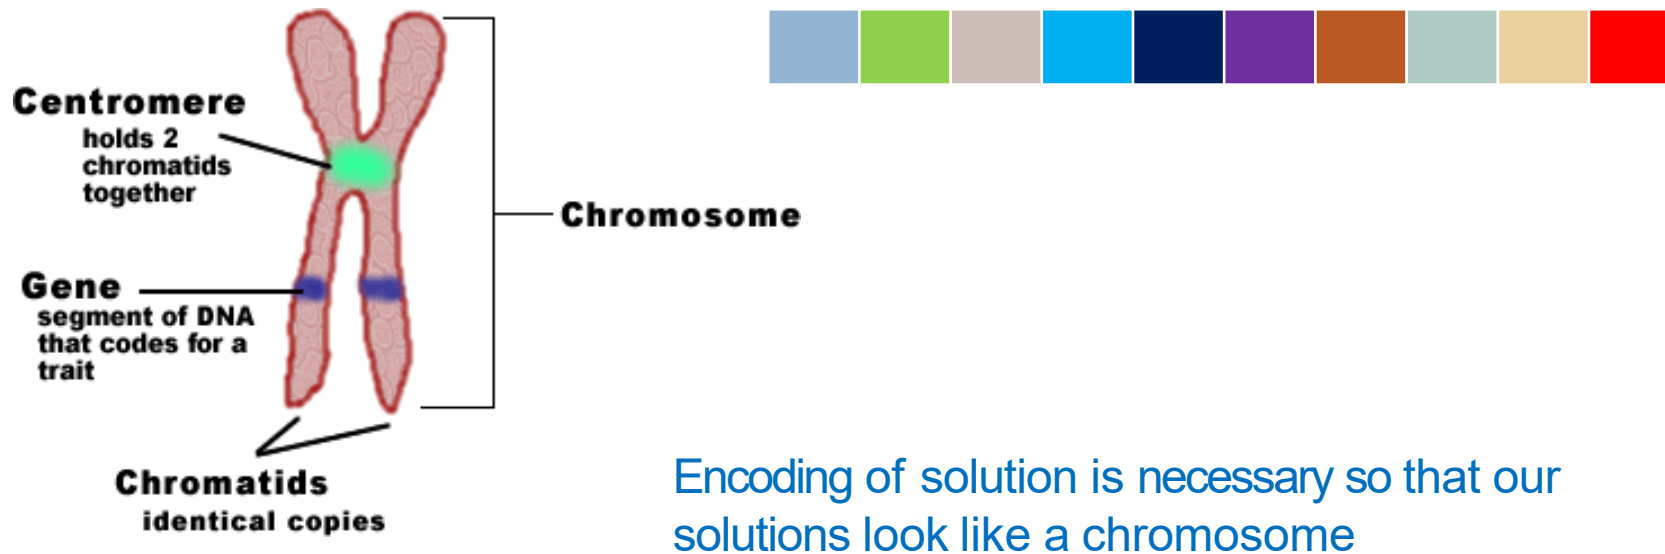 Centromere
holds 2
chromatids
together
Chromosome
Gene
segment of DNA
that codes for a
trait
Chromatids
identical copies
Encoding of solution is necessary so that our
solutions look like a chromosome